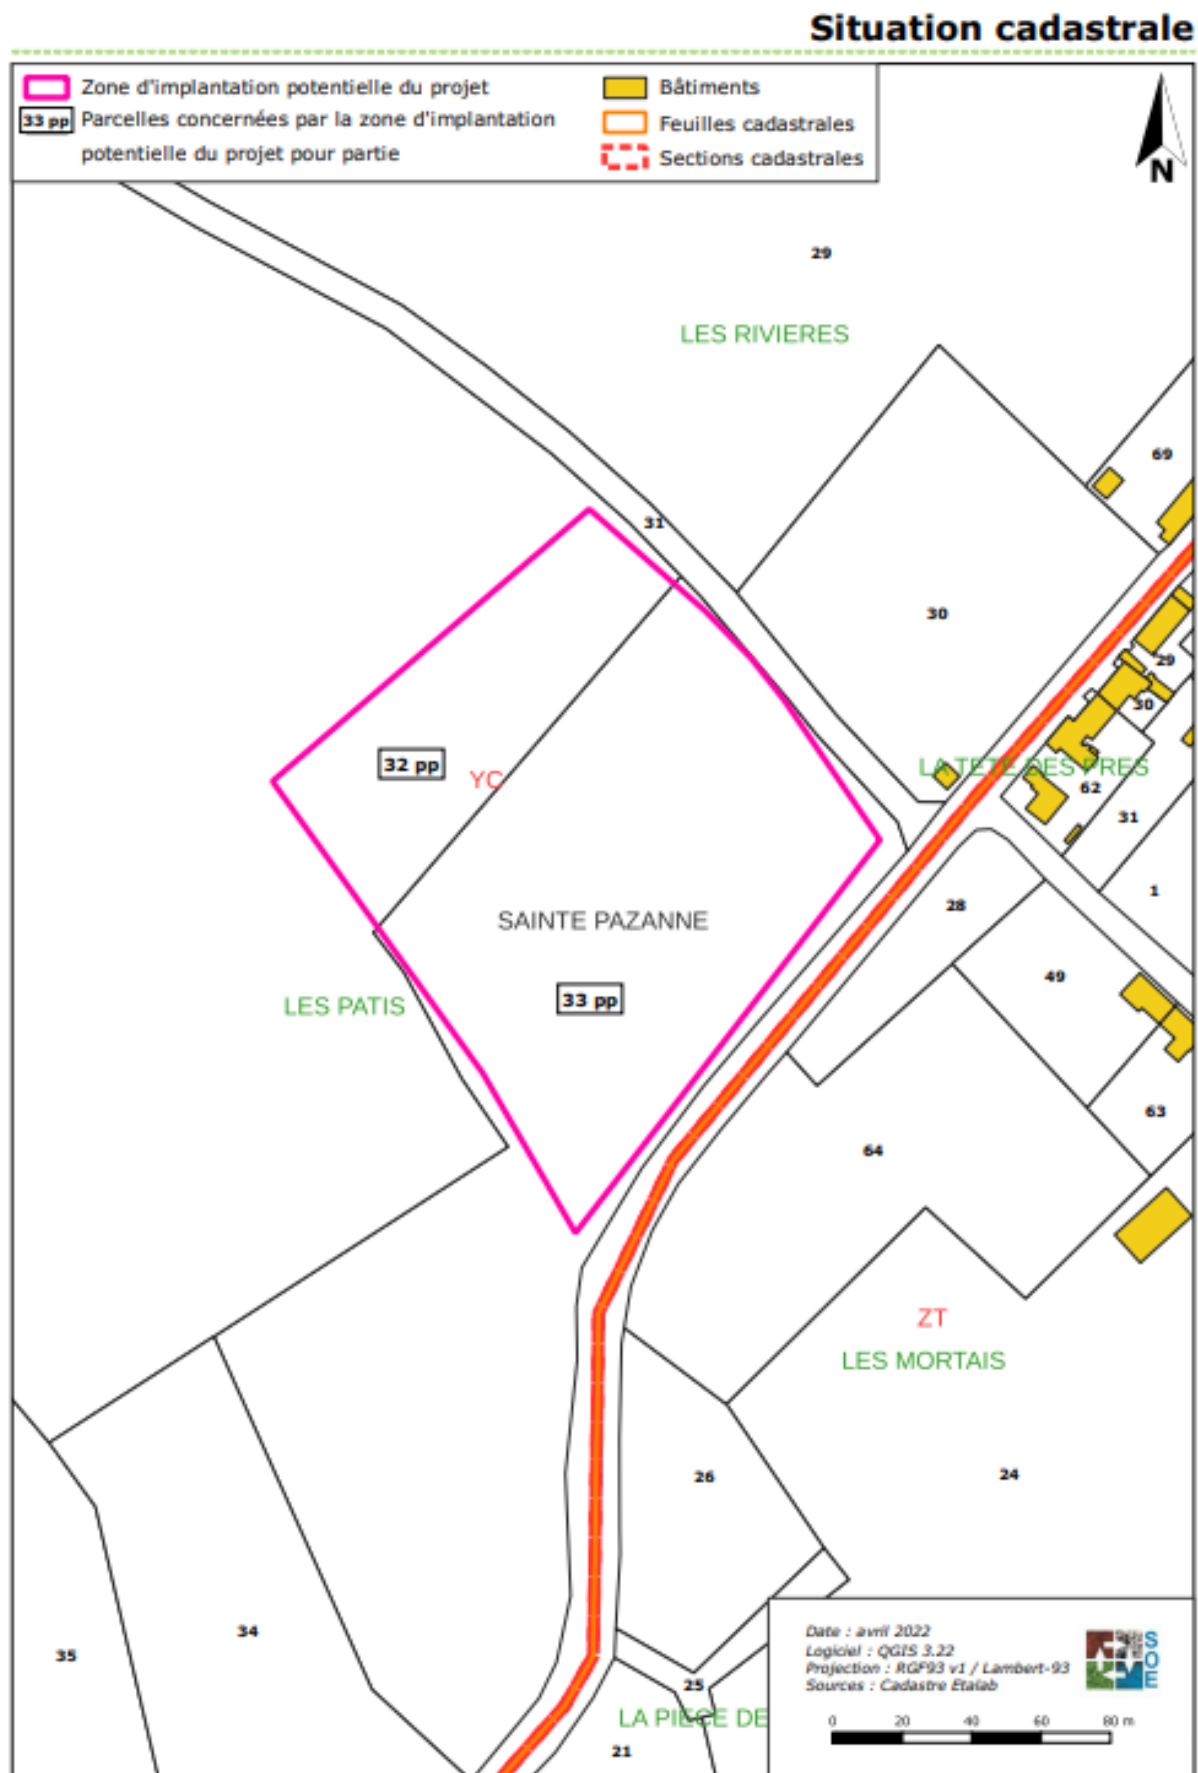 Situation cadastrale
Zone d'implantation potentielle du projet
33 pp Parcelles concernées par la zone d'implantation
potentielle du projet pour partie
Bâtiments
Feuilles cadastrales
Sections cadastrales
N
29
LES RIVIERES
69
31
30
29
30
32 pp
YC
LA TETE DES PRES
62
31
1
28
SAINTE PAZANNE
49
33 pp
LES PATIS
63
64
ZT
LES MORTAIS
26
24
34
35
25
LA PIECE DE
21
Date : avril 2022
Logiciel : QGIS 3.22
Projection : RGF93 v1 / Lambert-93
Sources : Cadastre Etalab
SOE
0 20 40 60 80 m